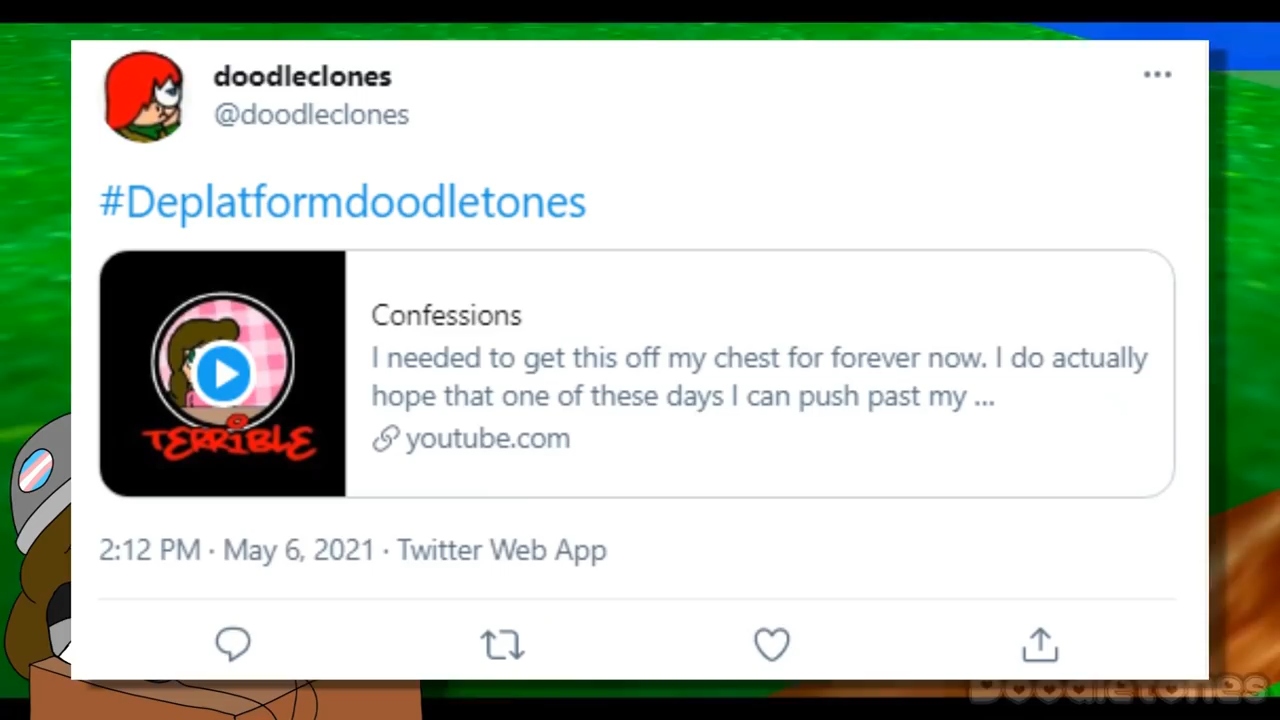 doodleclones
@doodleclones
#Deplatformdoodletones
Confessions
I needed to get this off my chest for forever now. I do actually
hope that one of these days I can push past my ...
TERRiBLE
youtube.com
2:12 PM · May 6, 2021 · Twitter Web App
Doodletones